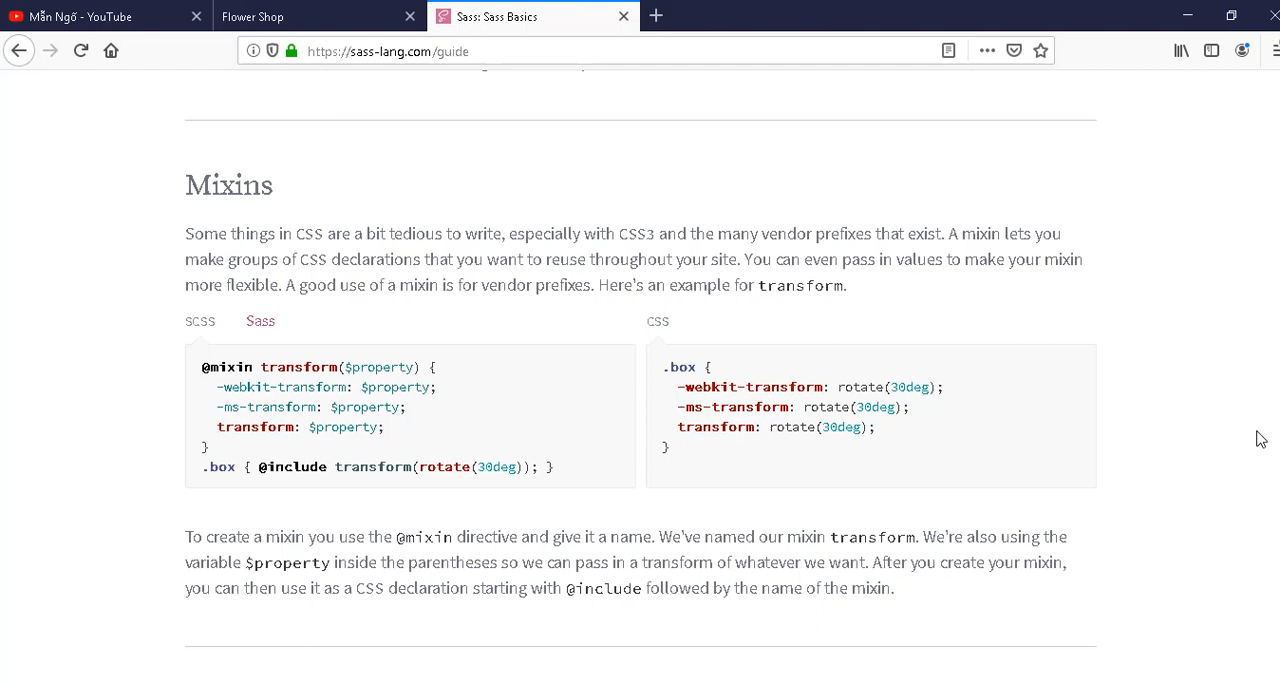 Mẫn Ngố - YouTube
Flower Shop
Sass: Sass Basics
https://sass-lang.com/guide
Mixins
Some things in CSS are a bit tedious to write, especially with CSS3 and the many vendor prefixes that exist. A mixin lets you
make groups of CSS declarations that you want to reuse throughout your site. You can even pass in values to make your mixin
more flexible. A good use of a mixin is for vendor prefixes. Here's an example for transform.
SCSS Sass
@mixin transform($property) {
-webkit-transform: $property;
-ms-transform: $property;
transform: $property;
}
.box { @include transform(rotate(30deg)); }
CSS
.box {
-webkit-transform: rotate(30deg);
-ms-transform: rotate(30deg);
transform: rotate(30deg);
}
To create a mixin you use the @mixin directive and give it a name. We've named our mixin transform. We're also using the
variable $property inside the parentheses so we can pass in a transform of whatever we want. After you create your mixin,
you can then use it as a CSS declaration starting with @include followed by the name of the mixin.